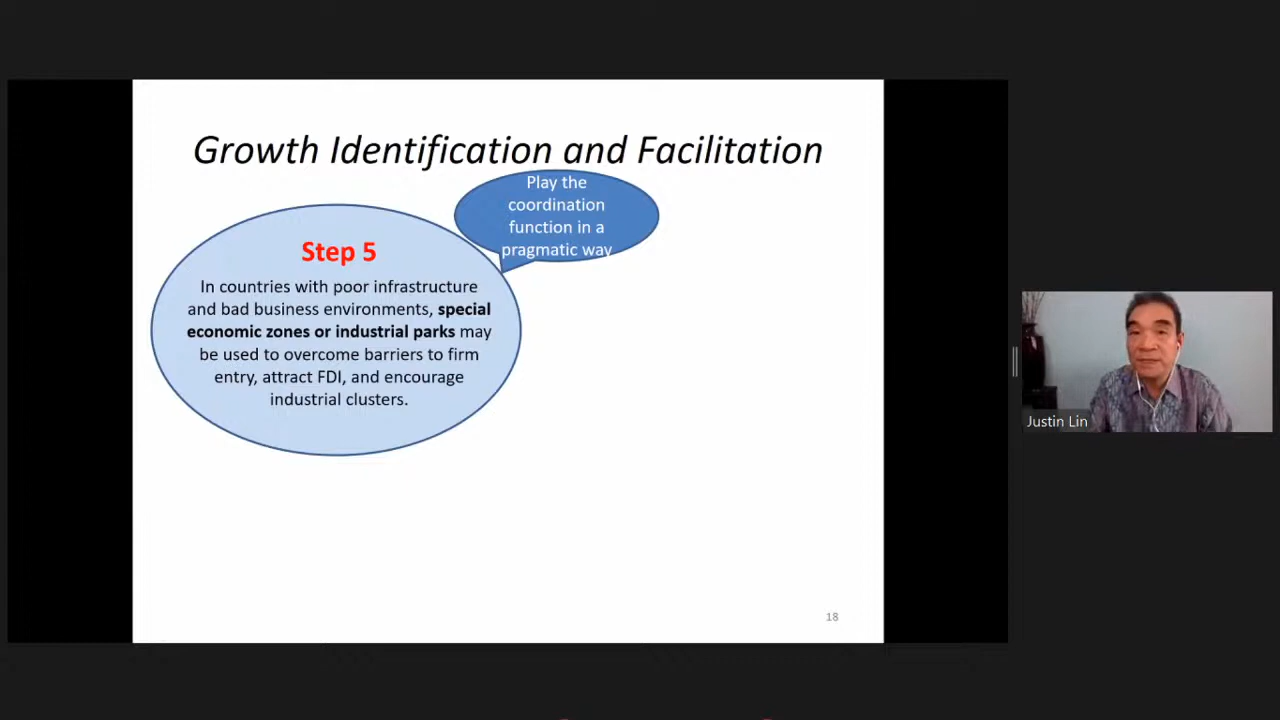 Growth Identification and Facilitation
Play the
coordination
function in a
pragmatic way
Step 5
In countries with poor infrastructure
and bad business environments, special
economic zones or industrial parks may
be used to overcome barriers to firm
entry, attract FDI, and encourage
industrial clusters.
18
Justin Lin